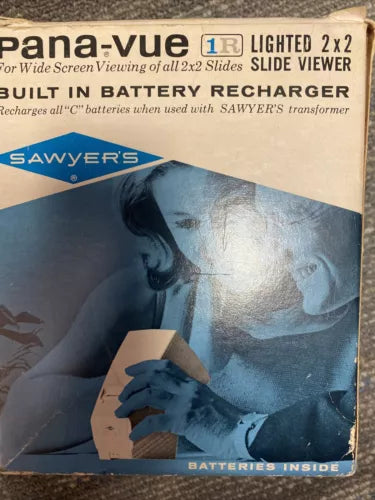 Pana-vue 1R LIGHTED 2x2
For Wide Screen Viewing of all 2x2 Slides SLIDE VIEWER
BUILT IN BATTERY RECHARGER
Recharges all "C" batteries when used with SAWYER'S transformer
SAWYER'S
®
BATTERIES INSIDE